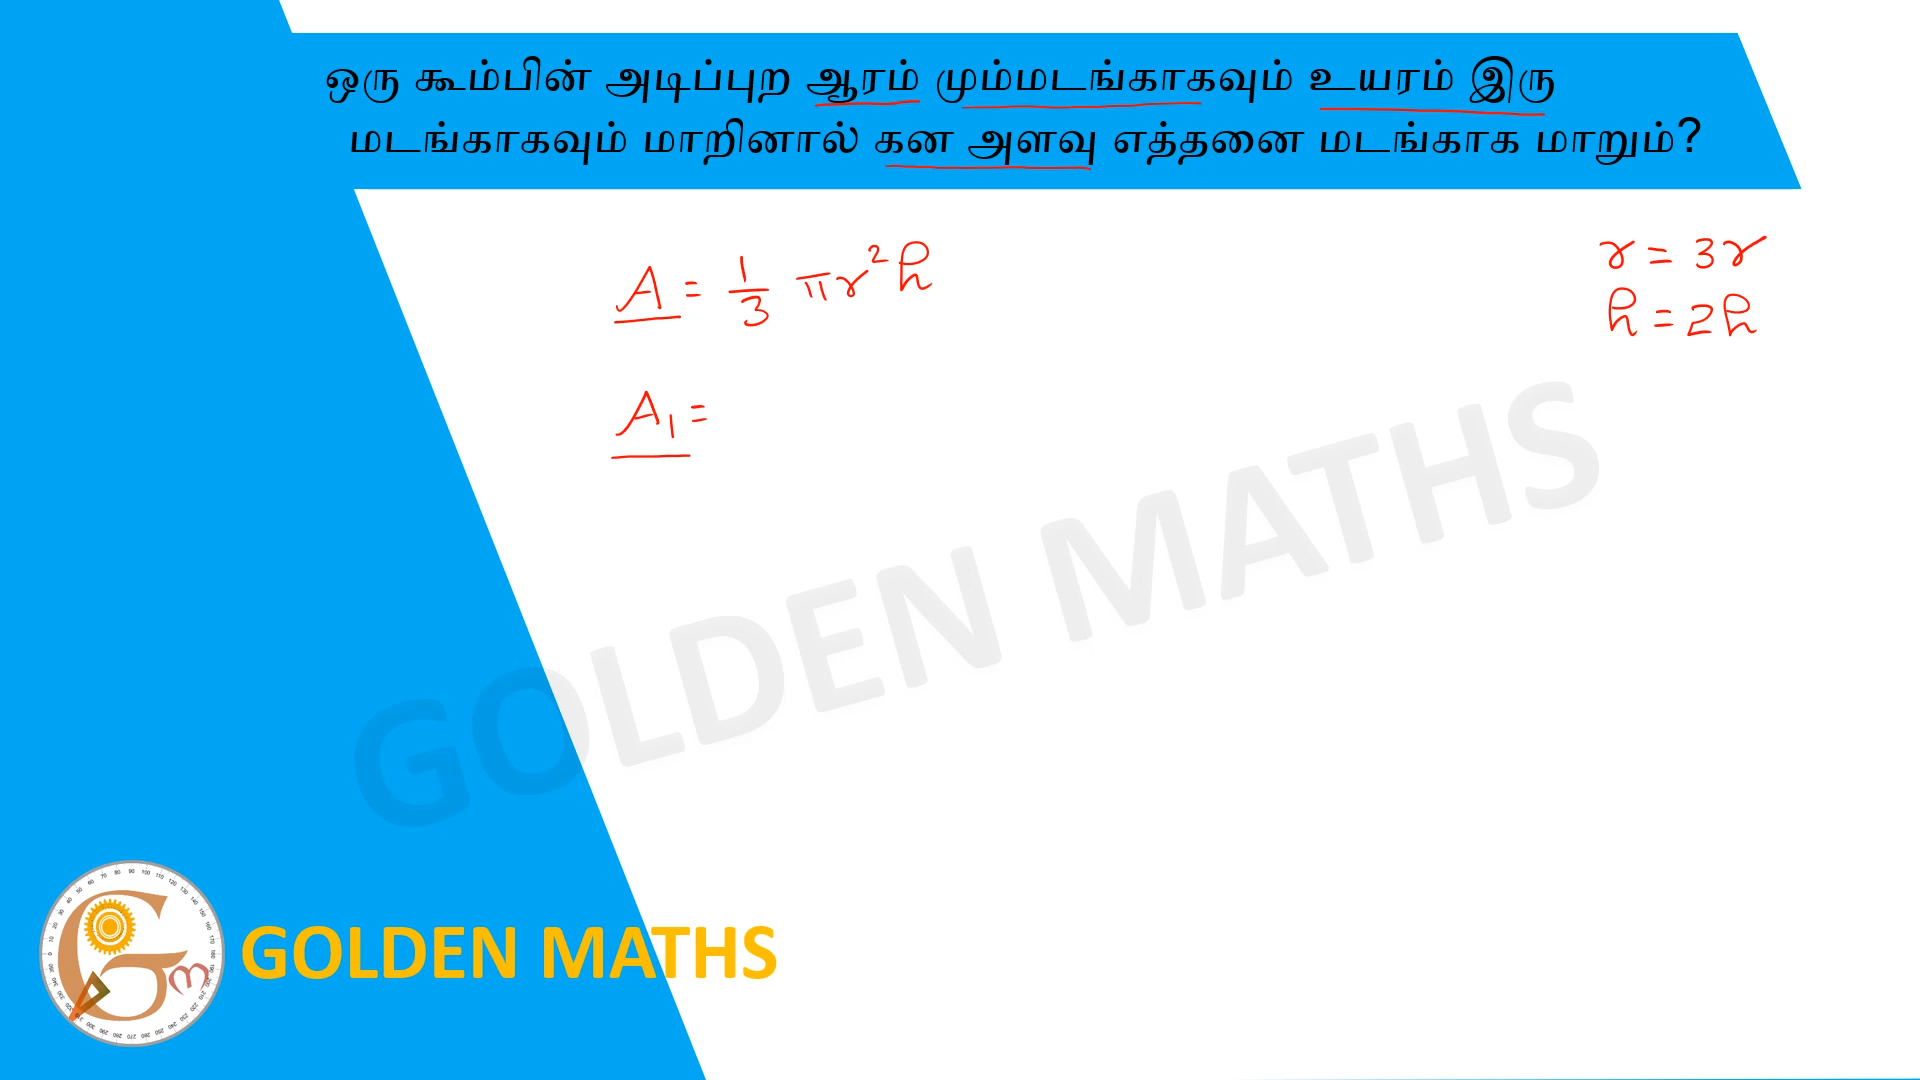 ஒரு கூம்பின் அடிப்புற ஆரம் மும்மடங்காகவும் உயரம் இரு
மடங்காகவும் மாறினால் கன அளவு எத்தனை மடங்காக மாறும்?
A = 1/3 πr²h
r = 3r
h = 2h
A₁ =
GOLDEN MATHS
GOLDEN MATHS